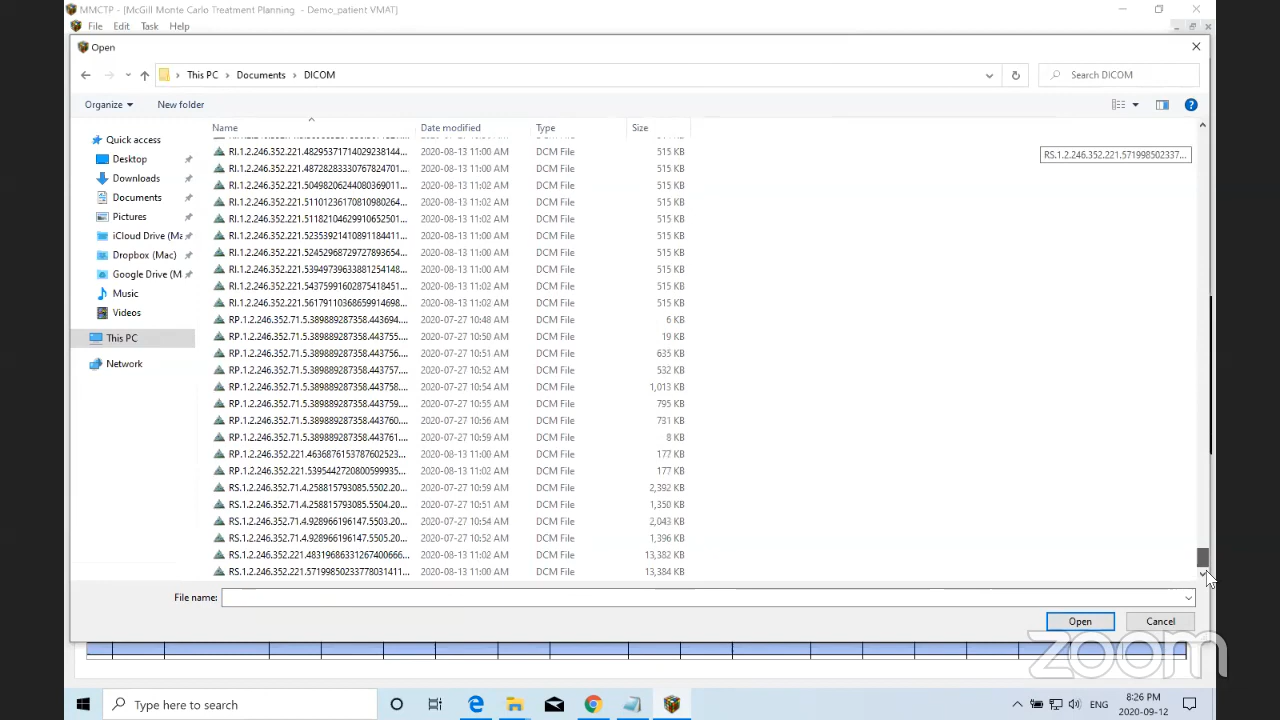 MMCTP - [McGill Monte Carlo Treatment Planning - Demo_patient VMAT]
File Edit Task Help
Open
This PC › Documents › DICOM
Search DICOM
Organize New folder
Name Date modified Type Size
RS.1.2.246.352.221.571998502337...
Quick access
Desktop
Downloads
Documents
Pictures
iCloud Drive (Ma
Dropbox (Mac)
Google Drive (M
Music
Videos
This PC
Network
RI.1.2.246.352.221.48295371714029238144... 2020-08-13 11:00 AM DCM File 515 KB
RI.1.2.246.352.221.48728283330767824701... 2020-08-13 11:00 AM DCM File 515 KB
RI.1.2.246.352.221.50498206244080369011... 2020-08-13 11:02 AM DCM File 515 KB
RI.1.2.246.352.221.51101236170810980264... 2020-08-13 11:02 AM DCM File 515 KB
RI.1.2.246.352.221.51182104629910652501... 2020-08-13 11:02 AM DCM File 515 KB
RI.1.2.246.352.221.52353921410891184411... 2020-08-13 11:00 AM DCM File 515 KB
RI.1.2.246.352.221.52452968729727893654... 2020-08-13 11:00 AM DCM File 515 KB
RI.1.2.246.352.221.53949739633881254148... 2020-08-13 11:00 AM DCM File 515 KB
RI.1.2.246.352.221.54375991602875418451... 2020-08-13 11:02 AM DCM File 515 KB
RI.1.2.246.352.221.56179110368659914698... 2020-08-13 11:02 AM DCM File 515 KB
RP.1.2.246.352.71.5.389889287358.443694.... 2020-07-27 10:48 AM DCM File 6 KB
RP.1.2.246.352.71.5.389889287358.443755.... 2020-07-27 10:50 AM DCM File 19 KB
RP.1.2.246.352.71.5.389889287358.443756.... 2020-07-27 10:51 AM DCM File 635 KB
RP.1.2.246.352.71.5.389889287358.443757.... 2020-07-27 10:52 AM DCM File 532 KB
RP.1.2.246.352.71.5.389889287358.443758.... 2020-07-27 10:54 AM DCM File 1,013 KB
RP.1.2.246.352.71.5.389889287358.443759.... 2020-07-27 10:55 AM DCM File 795 KB
RP.1.2.246.352.71.5.389889287358.443760.... 2020-07-27 10:56 AM DCM File 731 KB
RP.1.2.246.352.71.5.389889287358.443761.... 2020-07-27 10:59 AM DCM File 8 KB
RP.1.2.246.352.221.4636876153787602523... 2020-08-13 11:00 AM DCM File 177 KB
RP.1.2.246.352.221.5395442720800599935... 2020-08-13 11:02 AM DCM File 177 KB
RS.1.2.246.352.71.4.258815793085.5502.20... 2020-07-27 10:59 AM DCM File 2,392 KB
RS.1.2.246.352.71.4.258815793085.5504.20... 2020-07-27 10:51 AM DCM File 1,350 KB
RS.1.2.246.352.71.4.928966196147.5503.20... 2020-07-27 10:54 AM DCM File 2,043 KB
RS.1.2.246.352.71.4.928966196147.5505.20... 2020-07-27 10:52 AM DCM File 1,396 KB
RS.1.2.246.352.221.48319686331267400666... 2020-08-13 11:02 AM DCM File 13,382 KB
RS.1.2.246.352.221.57199850233778031411... 2020-08-13 11:00 AM DCM File 13,384 KB
File name:
Open Cancel
zoom
Type here to search
ENG
8:26 PM
2020-09-12